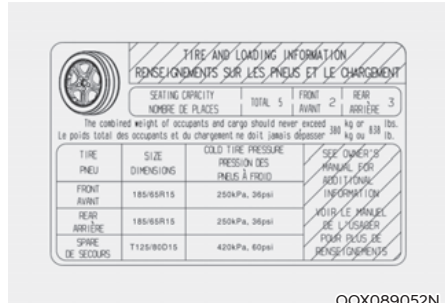 TIRE AND LOADING INFORMATION
RENSEIGNEMENTS SUR LES PNEUS ET LE CHARGEMENT
SEATING CAPACITY
NOMBRE DE PLACES
TOTAL 5
FRONT
AVANT 2
REAR
ARRIÈRE 3
The combined weight of occupants and cargo should never exceed 380 kg or 838 lbs.
Le poids total des occupants et du chargement ne doit jamais dépasser 380 kg ou 838 lb.
TIRE
PNEU
SIZE
DIMENSIONS
COLD TIRE PRESSURE
PRESSION DES
PNEUS À FROID
SEE OWNER'S
MANUAL FOR
ADDITIONAL
INFORMATION
FRONT
AVANT
185/65R15
250kPa, 36psi
REAR
ARRIÈRE
185/65R15
250kPa, 36psi
VOIR LE MANUEL
DE L'USAGER
POUR PLUS DE
RENSEIGNEMENTS
SPARE
DE SECOURS
T125/80D15
420kPa, 60psi
OQX089052N